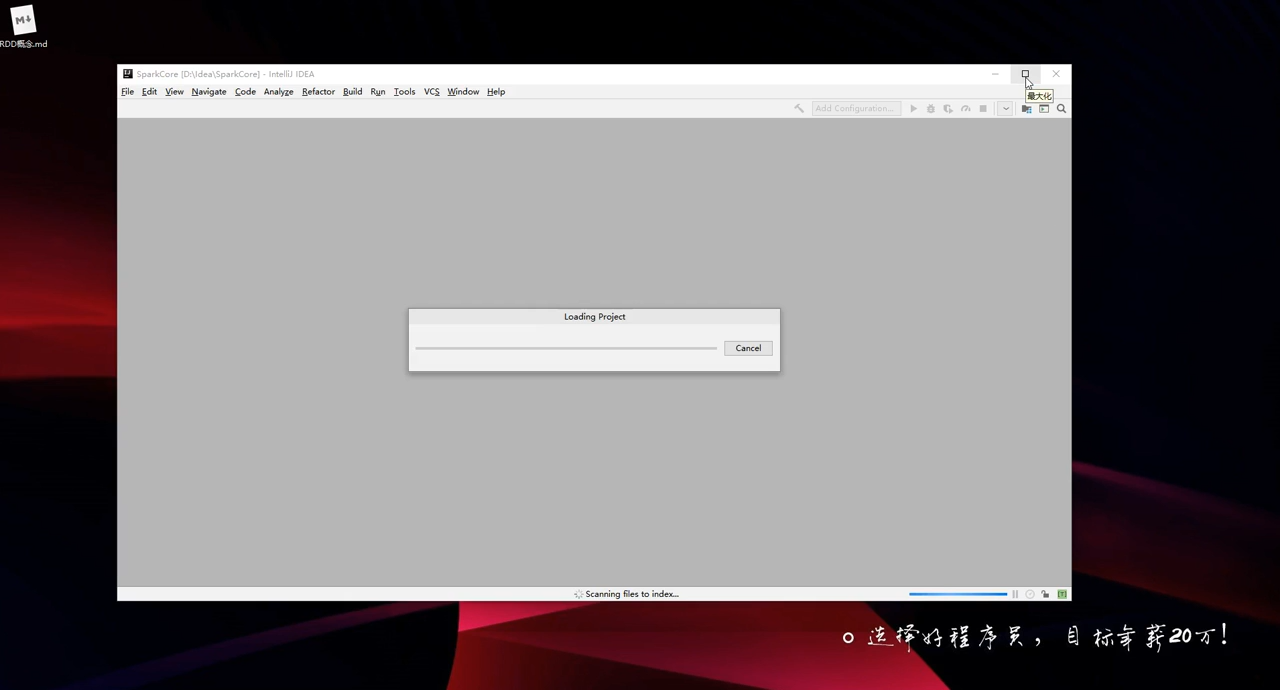 M↓
RDD概念.md
SparkCore [D:\Idea\SparkCore] - IntelliJ IDEA
File Edit View Navigate Code Analyze Refactor Build Run Tools VCS Window Help
最大化
Add Configuration...
Loading Project
Cancel
Scanning files to index...
选择好程序员，目标年薪20万！